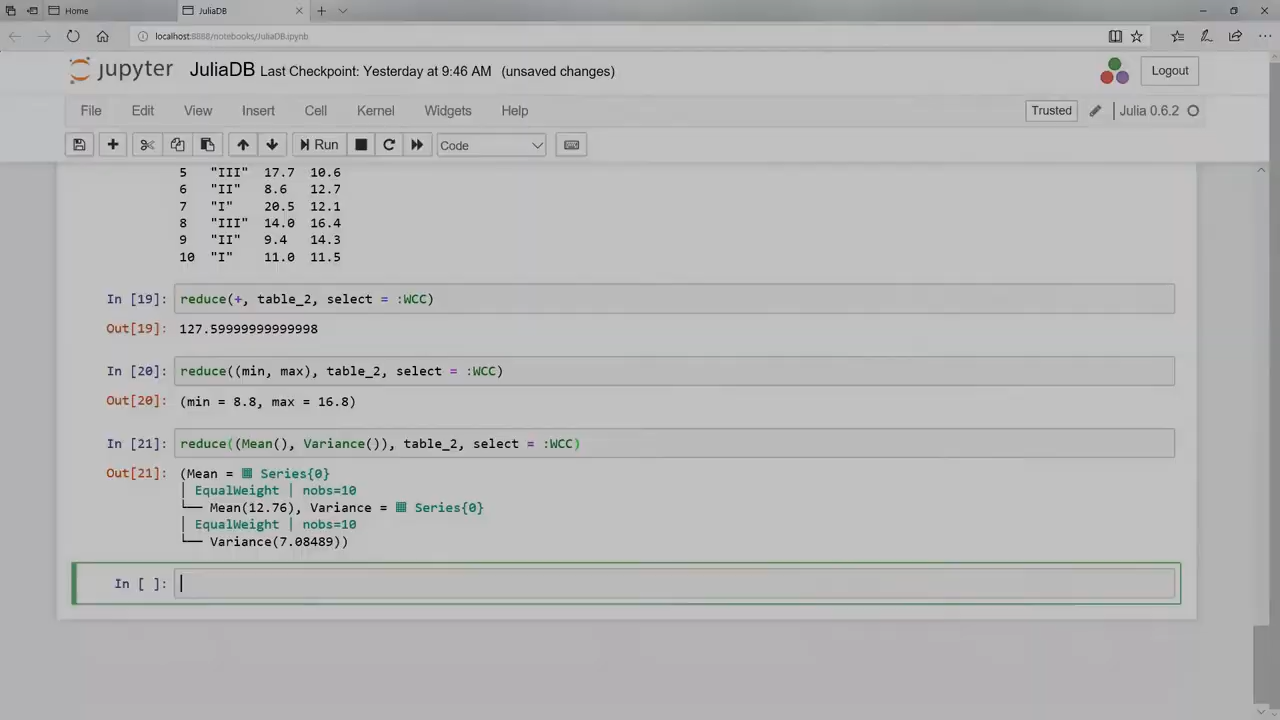 Home
JuliaDB
localhost:8888/notebooks/JuliaDB.ipynb
jupyter JuliaDB Last Checkpoint: Yesterday at 9:46 AM (unsaved changes)
Logout
File Edit View Insert Cell Kernel Widgets Help
Trusted
Julia 0.6.2
Run
Code
5 "III" 17.7 10.6
6 "II" 8.6 12.7
7 "I" 20.5 12.1
8 "III" 14.0 16.4
9 "II" 9.4 14.3
10 "I" 11.0 11.5
In [19]: reduce(+, table_2, select = :WCC)
Out[19]: 127.59999999999998
In [20]: reduce((min, max), table_2, select = :WCC)
Out[20]: (min = 8.8, max = 16.8)
In [21]: reduce((Mean(), Variance()), table_2, select = :WCC)
Out[21]: (Mean = ▦ Series{0}
│ EqualWeight | nobs=10
└── Mean(12.76), Variance = ▦ Series{0}
│ EqualWeight | nobs=10
└── Variance(7.08489))
In [ ]: